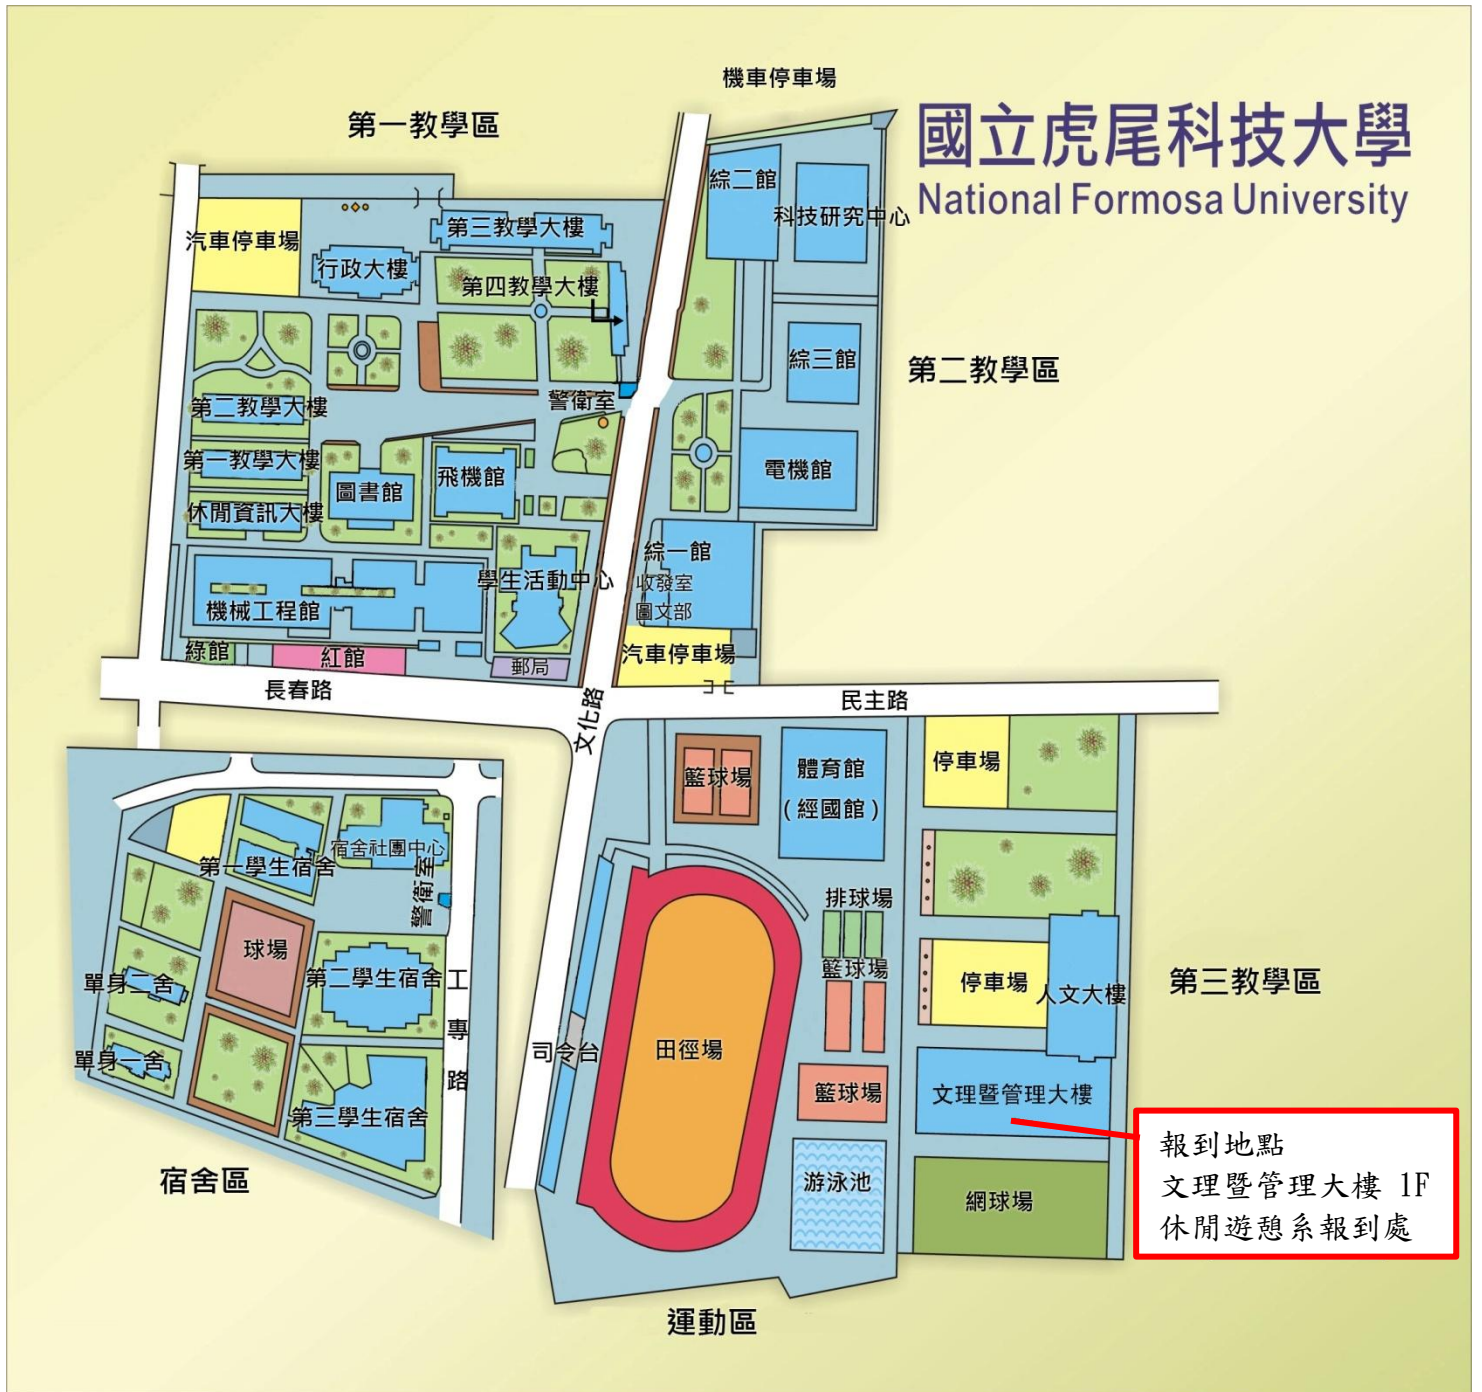 機車停車場
第一教學區
國立虎尾科技大學
National Formosa University
綜二館
科技研究中心
汽車停車場
第三教學大樓
行政大樓
第四教學大樓
綜三館
第二教學區
警衛室
第二教學大樓
第一教學大樓
圖書館
飛機館
電機館
休閒資訊大樓
綜一館
收發室
圖文部
學生活動中心
機械工程館
綠館
紅館
郵局
汽車停車場
長春路
文化路
民主路
籃球場
體育館
(經國館)
停車場
宿舍社團中心
第一學生宿舍
警衛室
排球場
籃球場
球場
第二學生宿舍
工專路
單身二舍
停車場
人文大樓
第三教學區
司令台
田徑場
單身一舍
籃球場
文理暨管理大樓
第三學生宿舍
宿舍區
游泳池
網球場
報到地點
文理暨管理大樓 1F
休閒遊憩系報到處
運動區